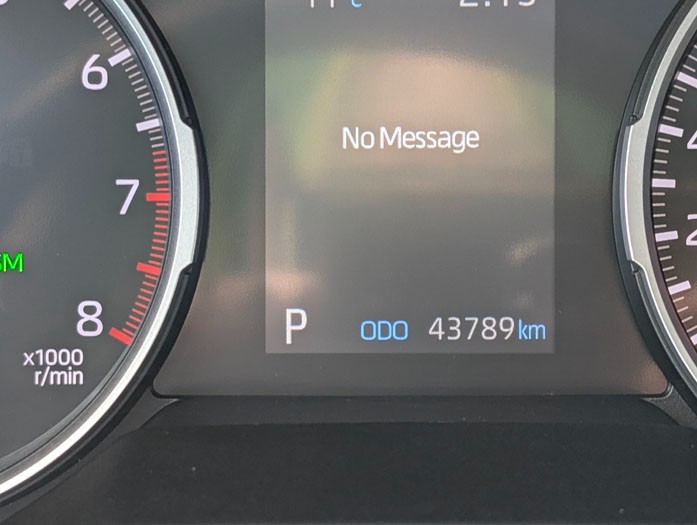 6
No Message
7
8
P ODO 43789 km
x1000
r/min